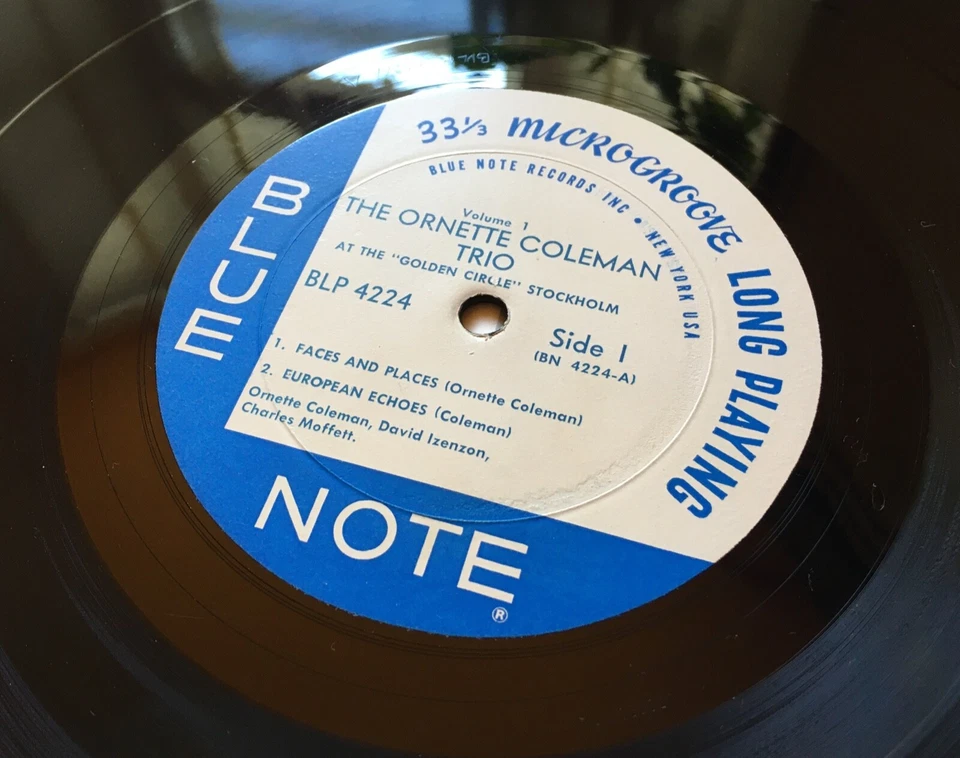 33⅓ MICROGROOVE LONG PLAYING
BLUE NOTE RECORDS INC • NEW YORK USA
Volume 1
THE ORNETTE COLEMAN
TRIO
AT THE "GOLDEN CIRCLE" STOCKHOLM
BLP 4224
Side 1
(BN 4224-A)
1. FACES AND PLACES (Ornette Coleman)
2. EUROPEAN ECHOES (Coleman)
Ornette Coleman, David Izenzon,
Charles Moffett.
BLUE
NOTE
®